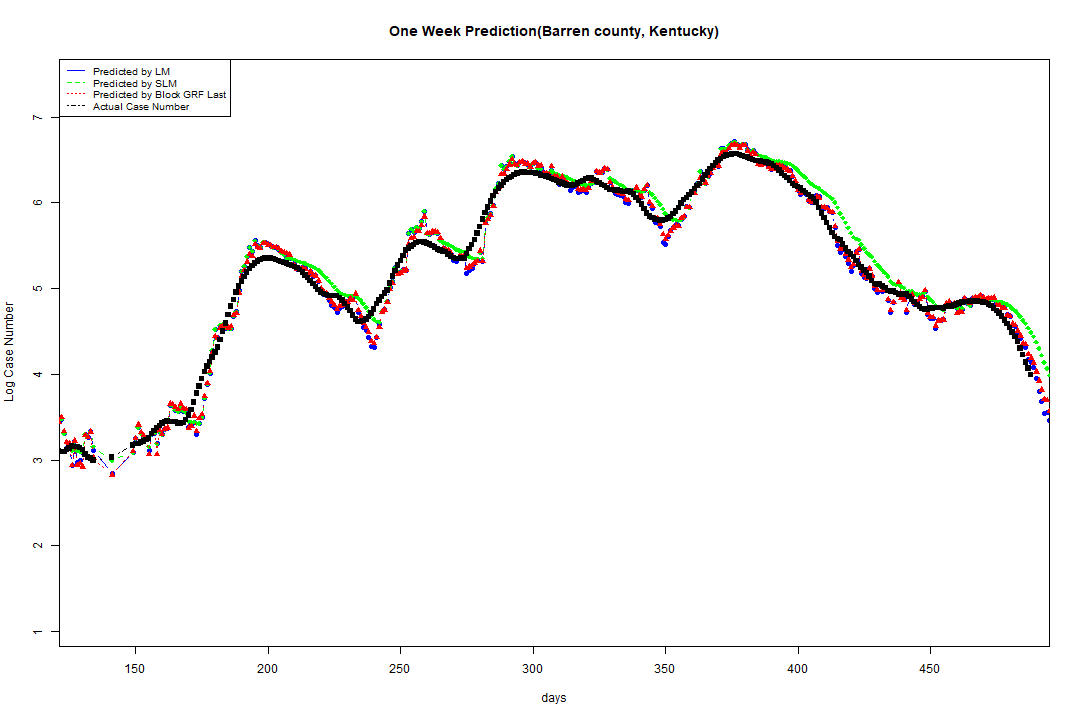 One Week Prediction(Barren county, Kentucky)
Predicted by LM
Predicted by SLM
Predicted by Block GRF Last
Actual Case Number
7
6
5
4
3
2
1
Log Case Number
150 200 250 300 350 400 450
days